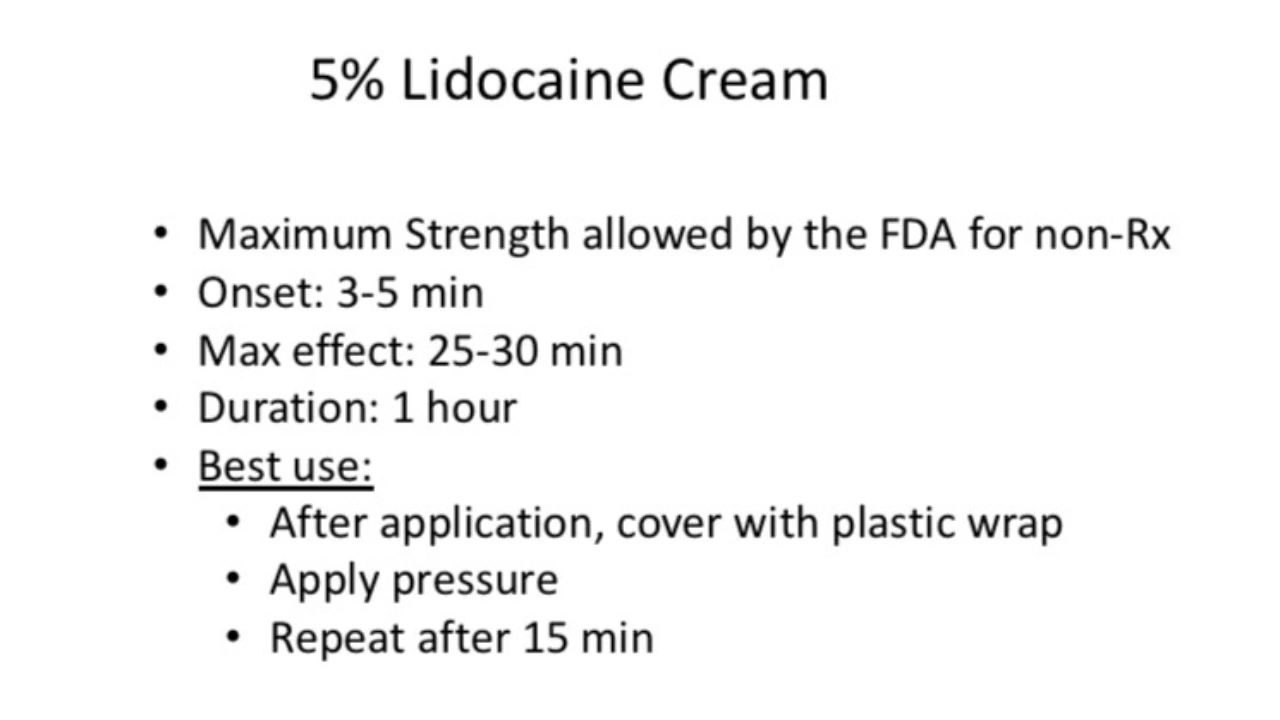 5% Lidocaine Cream
• Maximum Strength allowed by the FDA for non-Rx
• Onset: 3-5 min
• Max effect: 25-30 min
• Duration: 1 hour
• Best use:
• After application, cover with plastic wrap
• Apply pressure
• Repeat after 15 min